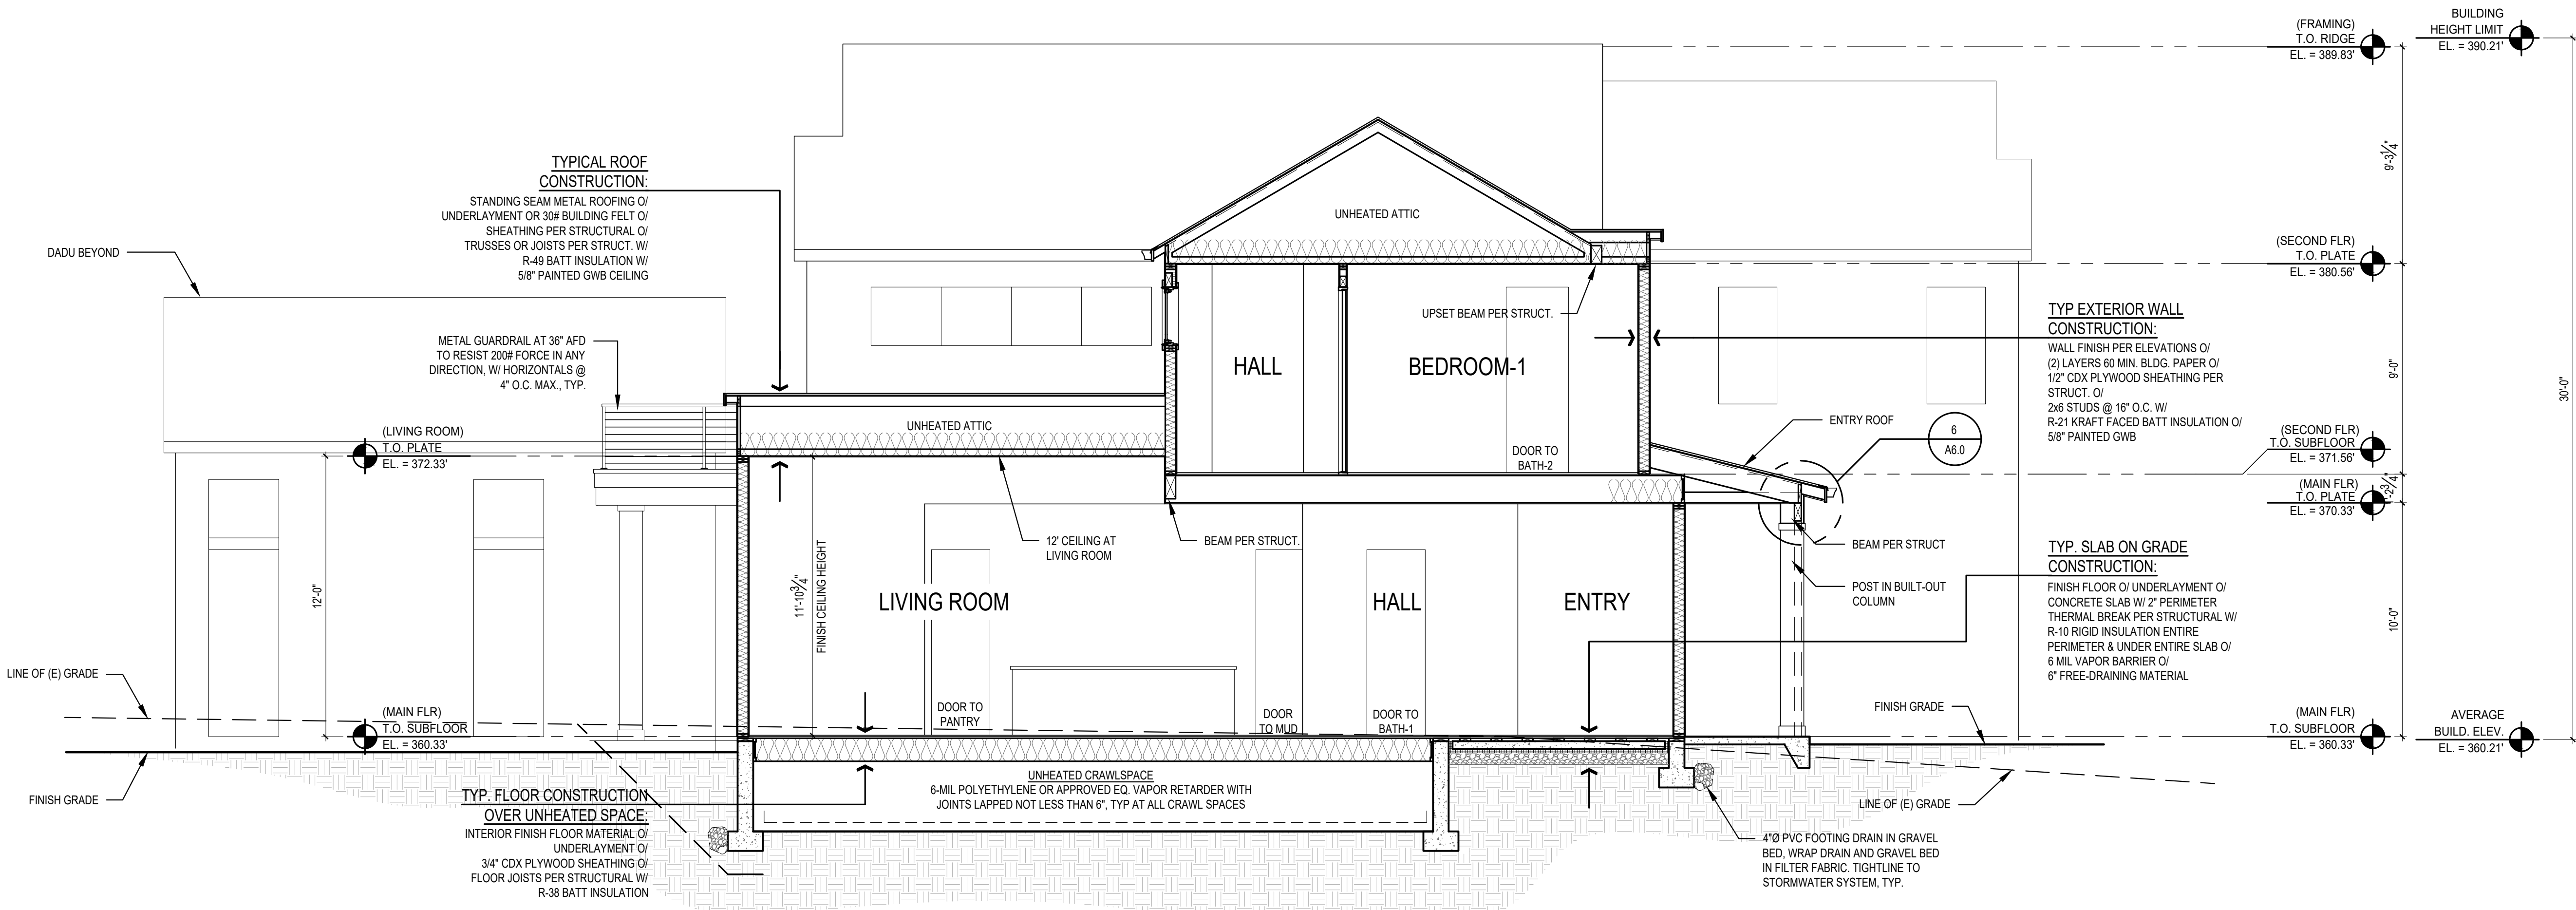 (FRAMING)
T.O. RIDGE
EL. = 389.83'
BUILDING
HEIGHT LIMIT
EL. = 390.21'
TYPICAL ROOF
CONSTRUCTION:
STANDING SEAM METAL ROOFING O/
UNDERLAYMENT OR 30# BUILDING FELT O/
SHEATHING PER STRUCTURAL O/
TRUSSES OR JOISTS PER STRUCT. W/
R-49 BATT INSULATION W/
5/8" PAINTED GWB CEILING
DADU BEYOND
METAL GUARDRAIL AT 36" AFD
TO RESIST 200# FORCE IN ANY
DIRECTION, W/ HORIZONTALS @
4" O.C. MAX., TYP.
(LIVING ROOM)
T.O. PLATE
EL. = 372.33'
12'-0"
LINE OF (E) GRADE
(MAIN FLR)
T.O. SUBFLOOR
EL. = 360.33'
FINISH GRADE
TYP. FLOOR CONSTRUCTION
OVER UNHEATED SPACE:
INTERIOR FINISH FLOOR MATERIAL O/
UNDERLAYMENT O/
3/4" CDX PLYWOOD SHEATHING O/
FLOOR JOISTS PER STRUCTURAL W/
R-38 BATT INSULATION
UNHEATED ATTIC
UNHEATED ATTIC
UPSET BEAM PER STRUCT.
HALL
BEDROOM-1
DOOR TO
BATH-2
12' CEILING AT
LIVING ROOM
BEAM PER STRUCT.
11'-10 3/4"
FINISH CEILING HEIGHT
LIVING ROOM
HALL
ENTRY
DOOR TO
PANTRY
DOOR
TO MUD
DOOR TO
BATH-1
UNHEATED CRAWLSPACE
6-MIL POLYETHYLENE OR APPROVED EQ. VAPOR RETARDER WITH
JOINTS LAPPED NOT LESS THAN 6", TYP AT ALL CRAWL SPACES
ENTRY ROOF
6
A6.0
BEAM PER STRUCT
POST IN BUILT-OUT
COLUMN
FINISH GRADE
LINE OF (E) GRADE
4"Ø PVC FOOTING DRAIN IN GRAVEL
BED, WRAP DRAIN AND GRAVEL BED
IN FILTER FABRIC. TIGHTLINE TO
STORMWATER SYSTEM, TYP.
TYP EXTERIOR WALL
CONSTRUCTION:
WALL FINISH PER ELEVATIONS O/
(2) LAYERS 60 MIN. BLDG. PAPER O/
1/2" CDX PLYWOOD SHEATHING PER
STRUCT. O/
2x6 STUDS @ 16" O.C. W/
R-21 KRAFT FACED BATT INSULATION O/
5/8" PAINTED GWB
TYP. SLAB ON GRADE
CONSTRUCTION:
FINISH FLOOR O/ UNDERLAYMENT O/
CONCRETE SLAB W/ 2" PERIMETER
THERMAL BREAK PER STRUCTURAL W/
R-10 RIGID INSULATION ENTIRE
PERIMETER & UNDER ENTIRE SLAB O/
6 MIL VAPOR BARRIER O/
6" FREE-DRAINING MATERIAL
(SECOND FLR)
T.O. PLATE
EL. = 380.56'
(SECOND FLR)
T.O. SUBFLOOR
EL. = 371.56'
(MAIN FLR)
T.O. PLATE
EL. = 370.33'
(MAIN FLR)
T.O. SUBFLOOR
EL. = 360.33'
9'-3 1/4"
9'-0"
1'-2 3/4"
10'-0"
30'-0"
AVERAGE
BUILD. ELEV.
EL. = 360.21'